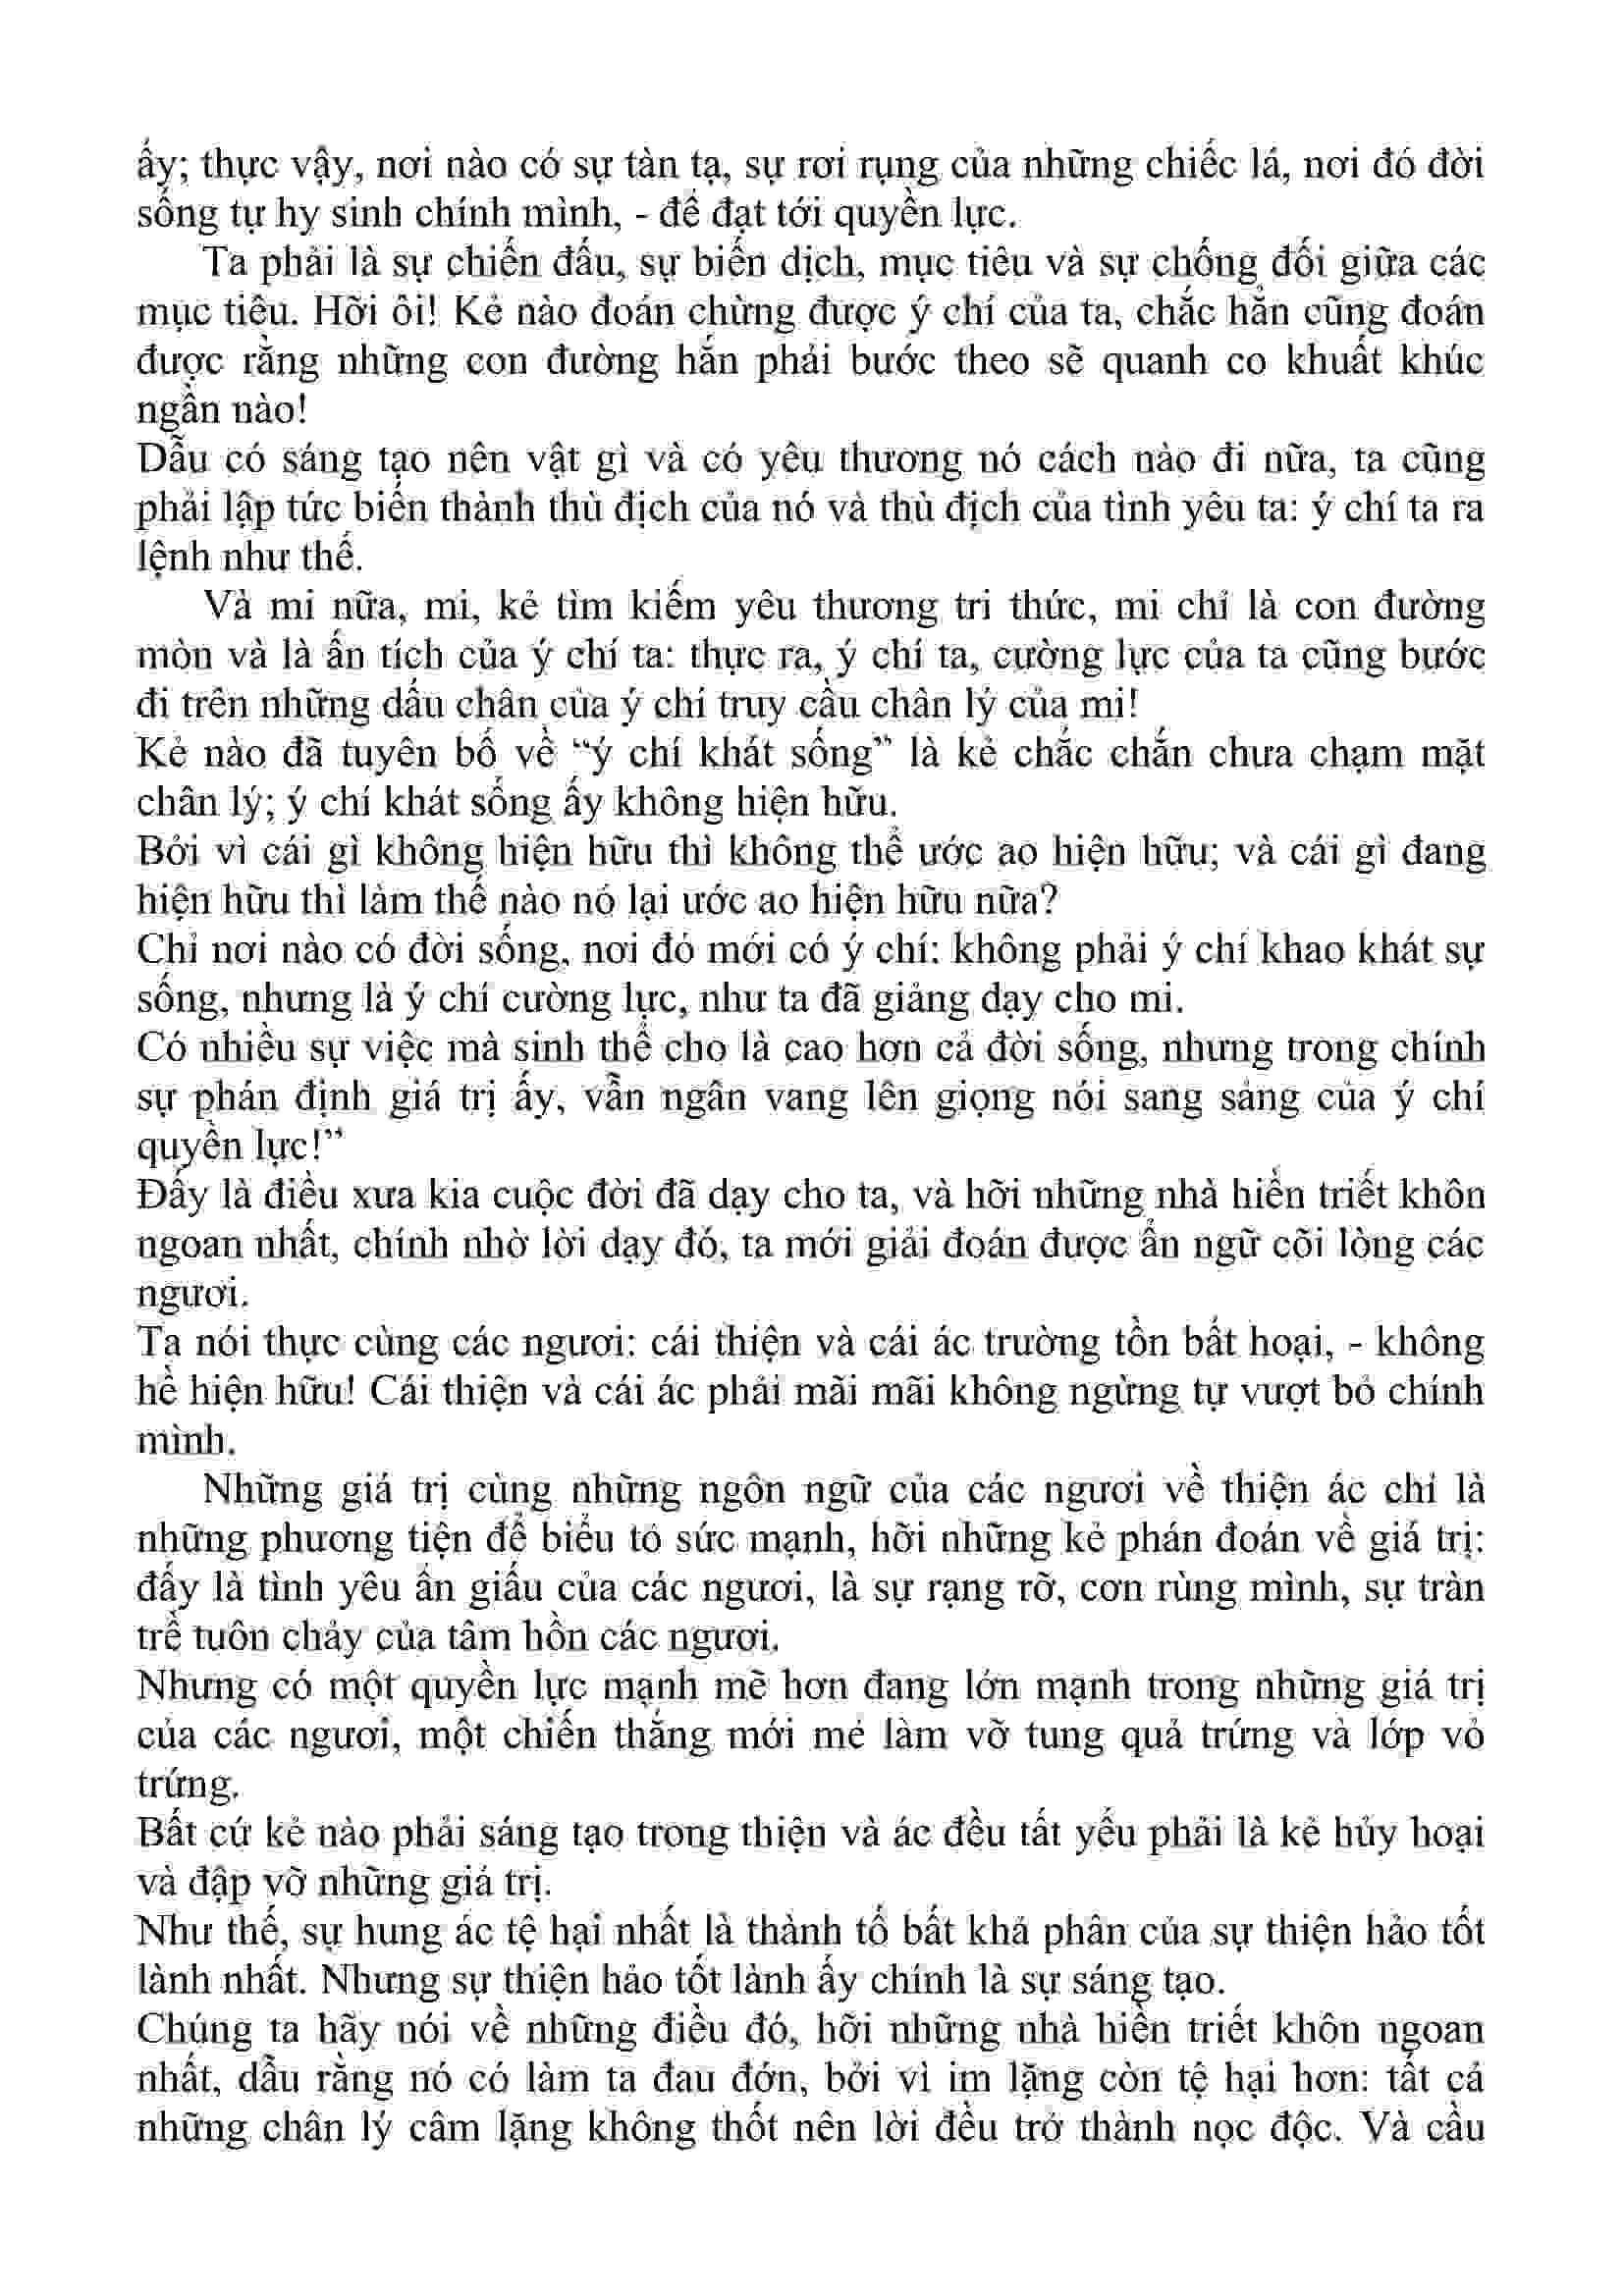 ấy; thực vậy, nơi nào có sự tàn tạ, sự rơi rụng của những chiếc lá, nơi đó đời
sống tự hy sinh chính mình, - để đạt tới quyền lực.
Ta phải là sự chiến đấu, sự biến dịch, mục tiêu và sự chống đối giữa các
mục tiêu. Hỡi ôi! Kẻ nào đoán chừng được ý chí của ta, chắc hẳn cũng đoán
được rằng những con đường hắn phải bước theo sẽ quanh co khuất khúc
ngần nào!
Dẫu có sáng tạo nên vật gì và có yêu thương nó cách nào đi nữa, ta cũng
phải lập tức biến thành thù địch của nó và thù địch của tình yêu ta: ý chí ta ra
lệnh như thế.
Và mi nữa, mi, kẻ tìm kiếm yêu thương tri thức, mi chỉ là con đường
mòn và là ấn tích của ý chí ta: thực ra, ý chí ta, cường lực của ta cũng bước
đi trên những dấu chân của ý chí truy cầu chân lý của mi!
Kẻ nào đã tuyên bố về “ý chí khát sống” là kẻ chắc chắn chưa chạm mặt
chân lý; ý chí khát sống ấy không hiện hữu.
Bởi vì cái gì không hiện hữu thì không thể ước ao hiện hữu; và cái gì đang
hiện hữu thì làm thế nào nó lại ước ao hiện hữu nữa?
Chỉ nơi nào có đời sống, nơi đó mới có ý chí: không phải ý chí khao khát sự
sống, nhưng là ý chí cường lực, như ta đã giảng dạy cho mi.
Có nhiều sự việc mà sinh thể cho là cao hơn cả đời sống, nhưng trong chính
sự phán định giá trị ấy, vẫn ngân vang lên giọng nói sang sảng của ý chí
quyền lực!”
Đấy là điều xưa kia cuộc đời đã dạy cho ta, và hỡi những nhà hiền triết khôn
ngoan nhất, chính nhờ lời dạy đó, ta mới giải đoán được ẩn ngữ cõi lòng các
ngươi.
Ta nói thực cùng các ngươi: cái thiện và cái ác trường tồn bất hoại, - không
hề hiện hữu! Cái thiện và cái ác phải mãi mãi không ngừng tự vượt bỏ chính
mình.
Những giá trị cùng những ngôn ngữ của các ngươi về thiện ác chỉ là
những phương tiện để biểu tỏ sức mạnh, hỡi những kẻ phán đoán về giá trị:
đấy là tình yêu ẩn giấu của các ngươi, là sự rạng rỡ, cơn rùng mình, sự tràn
trề tuôn chảy của tâm hồn các ngươi.
Nhưng có một quyền lực mạnh mẽ hơn đang lớn mạnh trong những giá trị
của các ngươi, một chiến thắng mới mẻ làm vỡ tung quả trứng và lớp vỏ
trứng.
Bất cứ kẻ nào phải sáng tạo trong thiện và ác đều tất yếu phải là kẻ hủy hoại
và đập vỡ những giá trị.
Như thế, sự hung ác tệ hại nhất là thành tố bất khả phân của sự thiện hảo tốt
lành nhất. Nhưng sự thiện hảo tốt lành ấy chính là sự sáng tạo.
Chúng ta hãy nói về những điều đó, hỡi những nhà hiền triết khôn ngoan
nhất, dầu rằng nó có làm ta đau đớn, bởi vì im lặng còn tệ hại hơn: tất cả
những chân lý câm lặng không thốt nên lời đều trở thành nọc độc. Và cầu